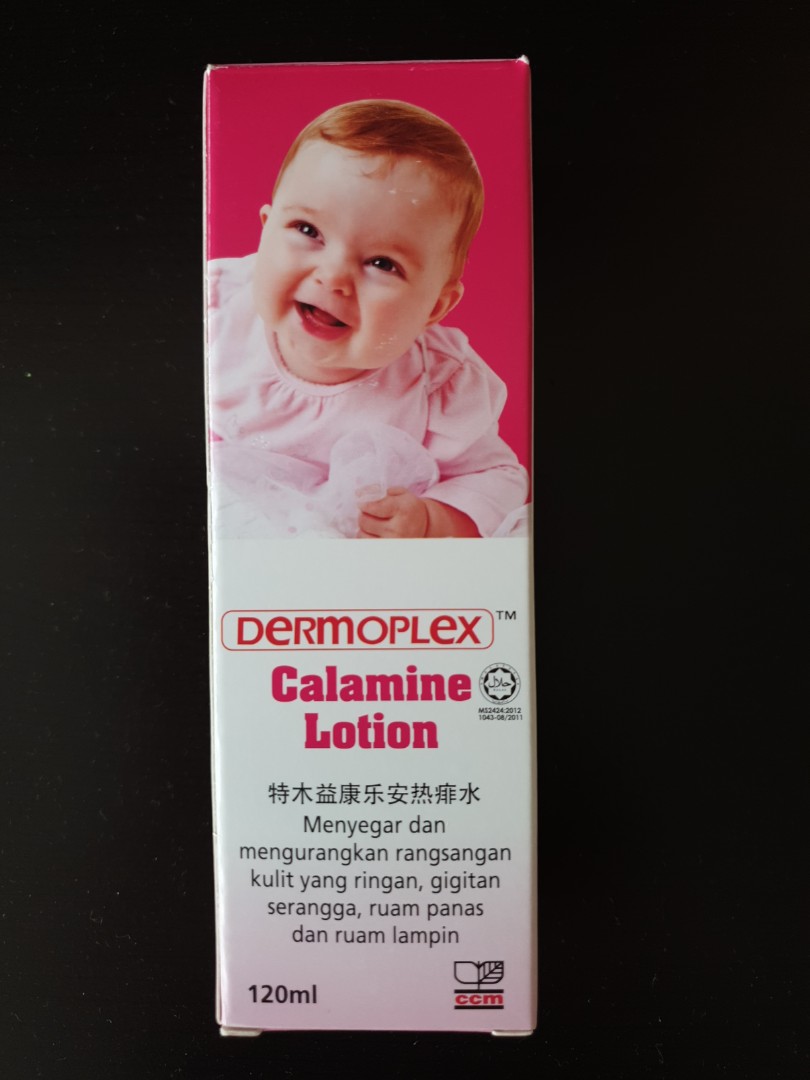 DERMOPLEX™
Calamine
Lotion
حلال
MS2424:2012
1043-08/2011
特木益康乐安热痱水
Menyegar dan
mengurangkan rangsangan
kulit yang ringan, gigitan
serangga, ruam panas
dan ruam lampin
120ml
ccm